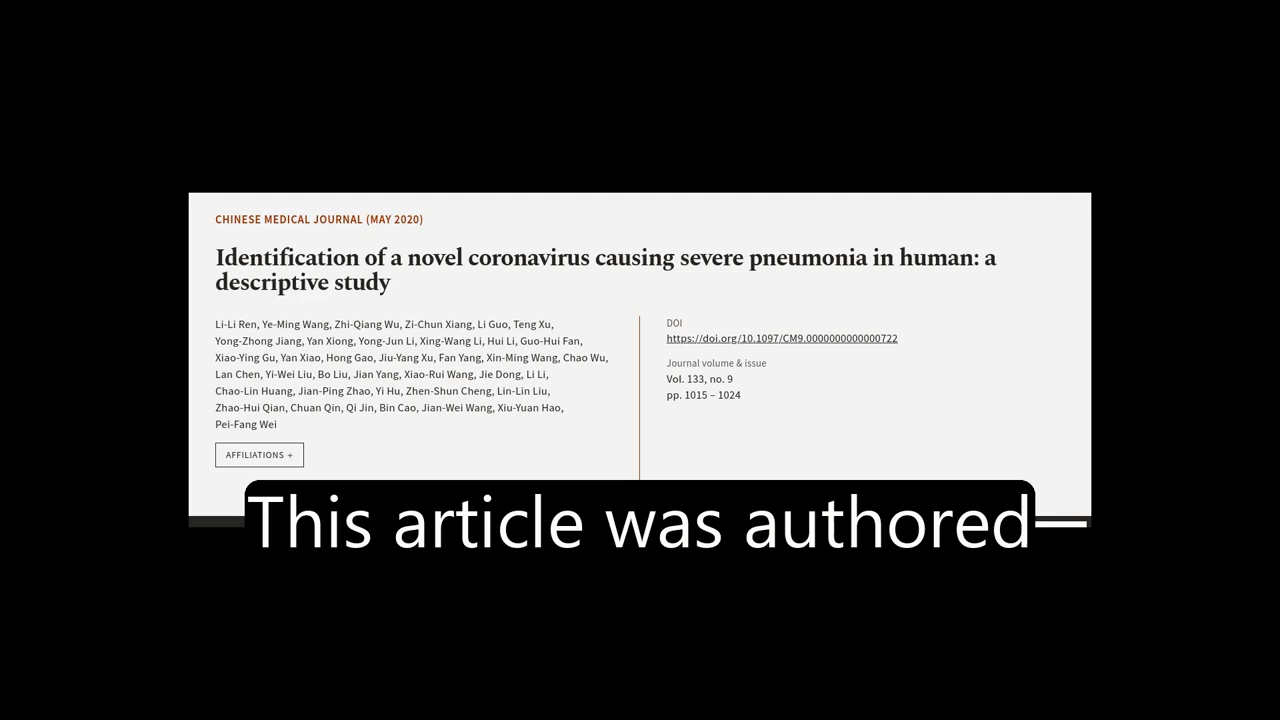 CHINESE MEDICAL JOURNAL (MAY 2020)
Identification of a novel coronavirus causing severe pneumonia in human: a
descriptive study
Li-Li Ren, Ye-Ming Wang, Zhi-Qiang Wu, Zi-Chun Xiang, Li Guo, Teng Xu,
Yong-Zhong Jiang, Yan Xiong, Yong-Jun Li, Xing-Wang Li, Hui Li, Guo-Hui Fan,
Xiao-Ying Gu, Yan Xiao, Hong Gao, Jiu-Yang Xu, Fan Yang, Xin-Ming Wang, Chao Wu,
Lan Chen, Yi-Wei Liu, Bo Liu, Jian Yang, Xiao-Rui Wang, Jie Dong, Li Li,
Chao-Lin Huang, Jian-Ping Zhao, Yi Hu, Zhen-Shun Cheng, Lin-Lin Liu,
Zhao-Hui Qian, Chuan Qin, Qi Jin, Bin Cao, Jian-Wei Wang, Xiu-Yuan Hao,
Pei-Fang Wei
AFFILIATIONS +
DOI
https://doi.org/10.1097/CM9.0000000000000722
Journal volume & issue
Vol. 133, no. 9
pp. 1015 – 1024
This article was authored